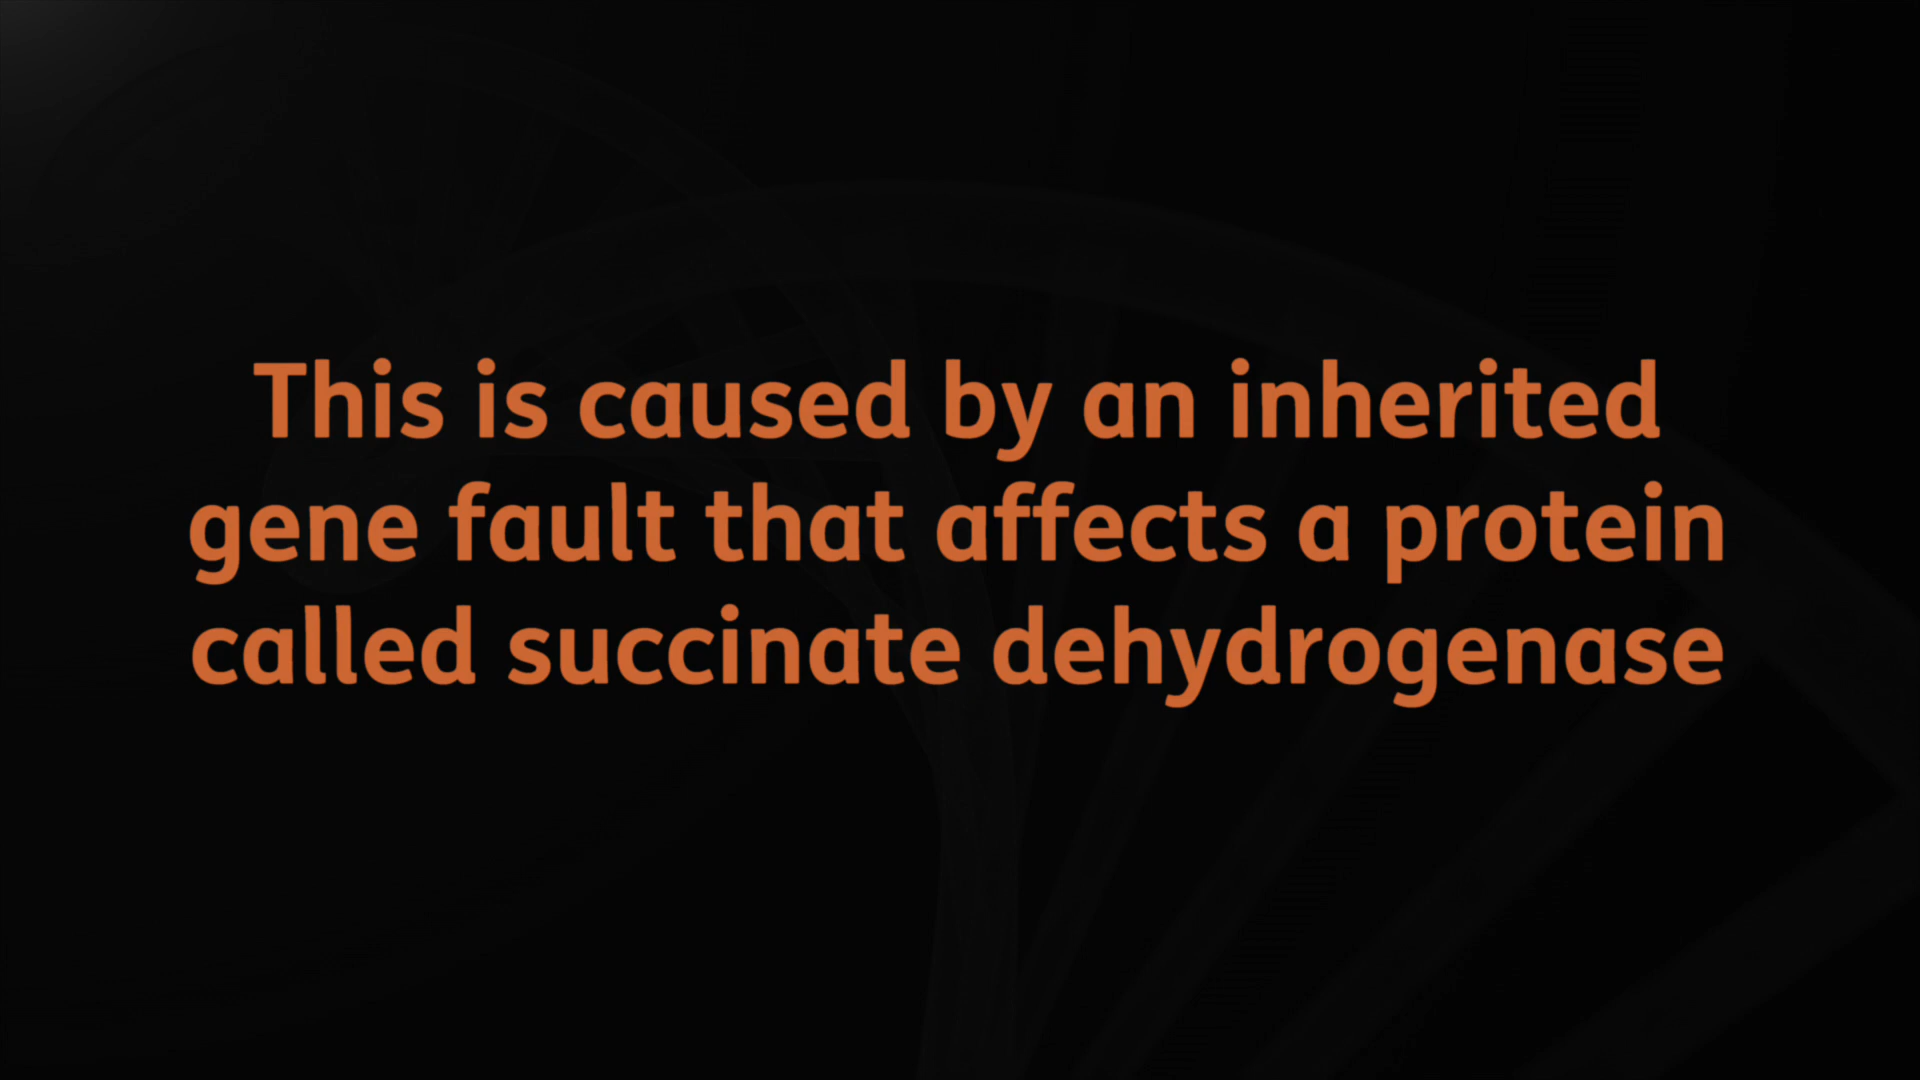 This is caused by an inherited
gene fault that affects a protein
called succinate dehydrogenase